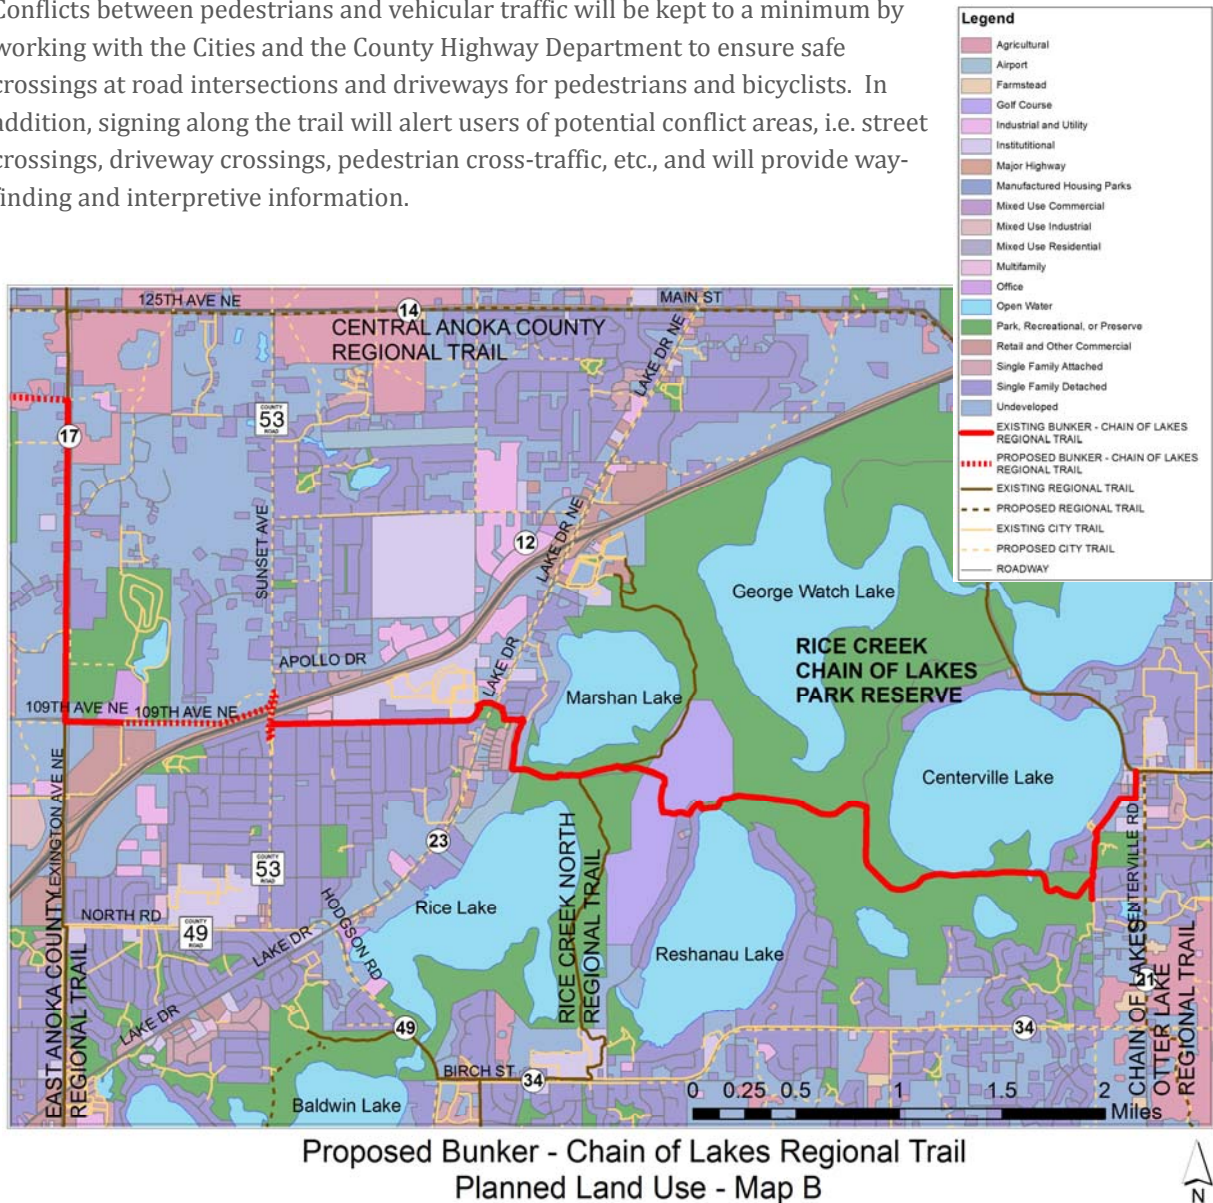 Conflicts between pedestrians and vehicular traffic will be kept to a minimum by
working with the Cities and the County Highway Department to ensure safe
crossings at road intersections and driveways for pedestrians and bicyclists.  In
addition, signing along the trail will alert users of potential conflict areas, i.e. street
crossings, driveway crossings, pedestrian cross-traffic, etc., and will provide way-
finding and interpretive information.
Legend
Agricultural
Airport
Farmstead
Golf Course
Industrial and Utility
Institutitional
Major Highway
Manufactured Housing Parks
Mixed Use Commercial
Mixed Use Industrial
Mixed Use Residential
Multifamily
Office
Open Water
Park, Recreational, or Preserve
Retail and Other Commercial
Single Family Attached
Single Family Detached
Undeveloped
EXISTING BUNKER - CHAIN OF LAKES
REGIONAL TRAIL
PROPOSED BUNKER - CHAIN OF LAKES
REGIONAL TRAIL
EXISTING REGIONAL TRAIL
PROPOSED REGIONAL TRAIL
EXISTING CITY TRAIL
PROPOSED CITY TRAIL
ROADWAY
125TH AVE NE
14
MAIN ST
CENTRAL ANOKA COUNTY
REGIONAL TRAIL
LAKE DR NE
COUNTY
53
ROAD
17
SUNSET AVE
12
LAKE DR NE
George Watch Lake
RICE CREEK
CHAIN OF LAKES
PARK RESERVE
APOLLO DR
LAKE DR
Marshan Lake
109TH AVE NE
109TH AVE NE
Centerville Lake
LEXINGTON AVE NE
23
CENTERVILLE RD
COUNTY
53
ROAD
HODGSON RD
Rice Lake
RICE CREEK NORTH
REGIONAL TRAIL
NORTH RD
COUNTY
49
ROAD
LAKE DR
Reshanau Lake
21
EAST ANOKA COUNTY
REGIONAL TRAIL
LAKE DR
49
34
CHAIN OF LAKES
OTTER LAKE
REGIONAL TRAIL
BIRCH ST
34
Baldwin Lake
0 0.25 0.5 1 1.5 2
Miles
Proposed Bunker - Chain of Lakes Regional Trail
Planned Land Use - Map B
N